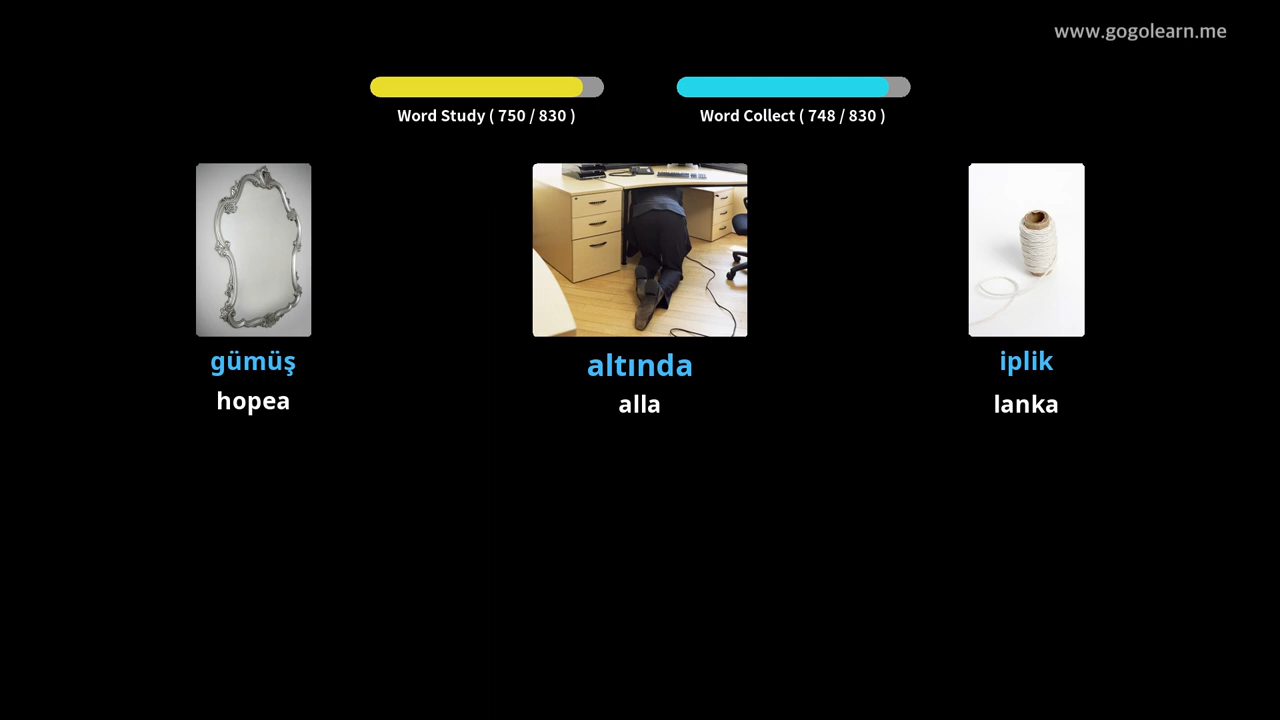 www.gogolearn.me
Word Study ( 750 / 830 )
Word Collect ( 748 / 830 )
gümüş
hopea
altında
alla
iplik
lanka